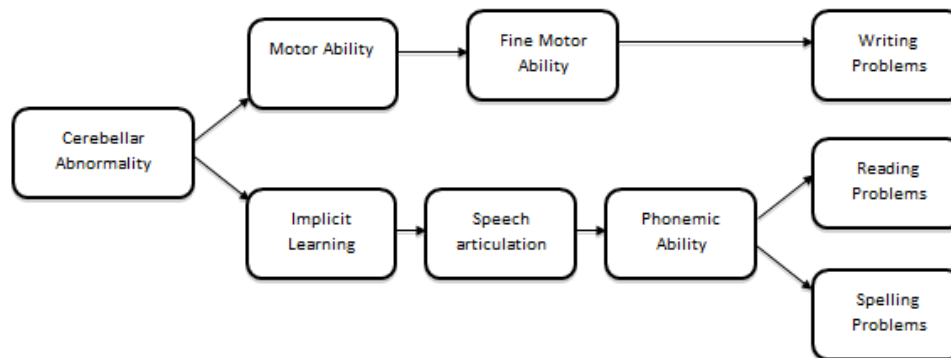 Motor Ability
Fine Motor
Ability
Writing
Problems
Cerebellar
Abnormality
Implicit
Learning
Speech
articulation
Phonemic
Ability
Reading
Problems
Spelling
Problems